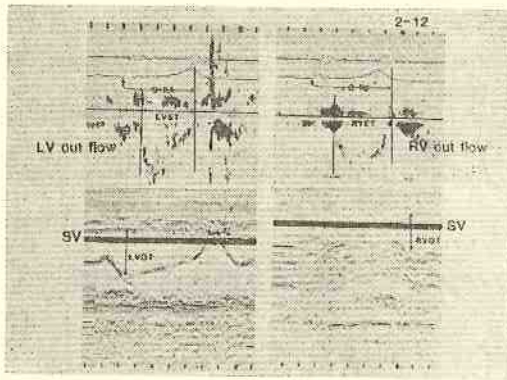 2-12
LVET
RVET
LV out flow
RV out flow
SV
SV
LVOT
RVOT